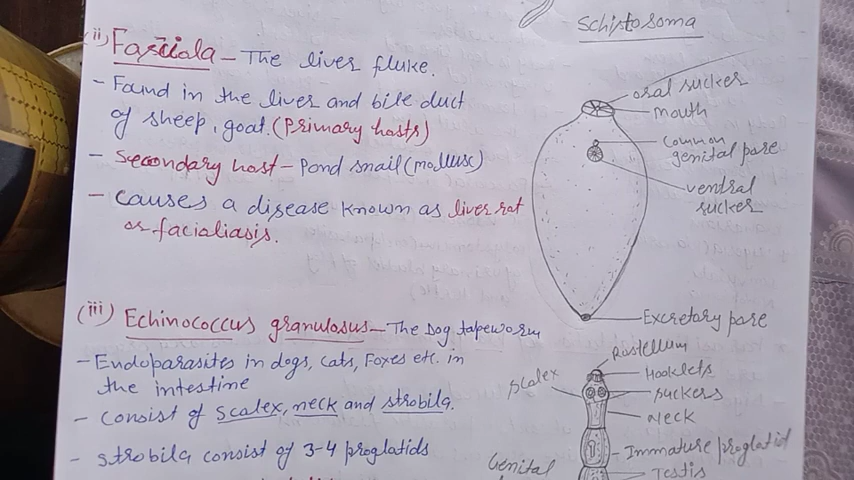 Schistosoma
(ii) Fasciola - The liver fluke.
- Found in the liver and bile duct
of sheep, goat. (Primary hosts)
- Secondary host - Pond snail (mollusc)
- Causes a disease known as liver rot
or facialiasis.
oral sucker
mouth
common
genital pore
ventral
sucker
Excretory pore
(iii) Echinococcus granulosus - The Dog tapeworm
- Endoparasites in dogs, cats, Foxes etc. in
the intestine
- consist of scalex, neck and strobila.
- strobila consist of 3-4 proglatids
Rostellum
Hooklets
scalex
suckers
Neck
Immature proglatid
Testis
Genital